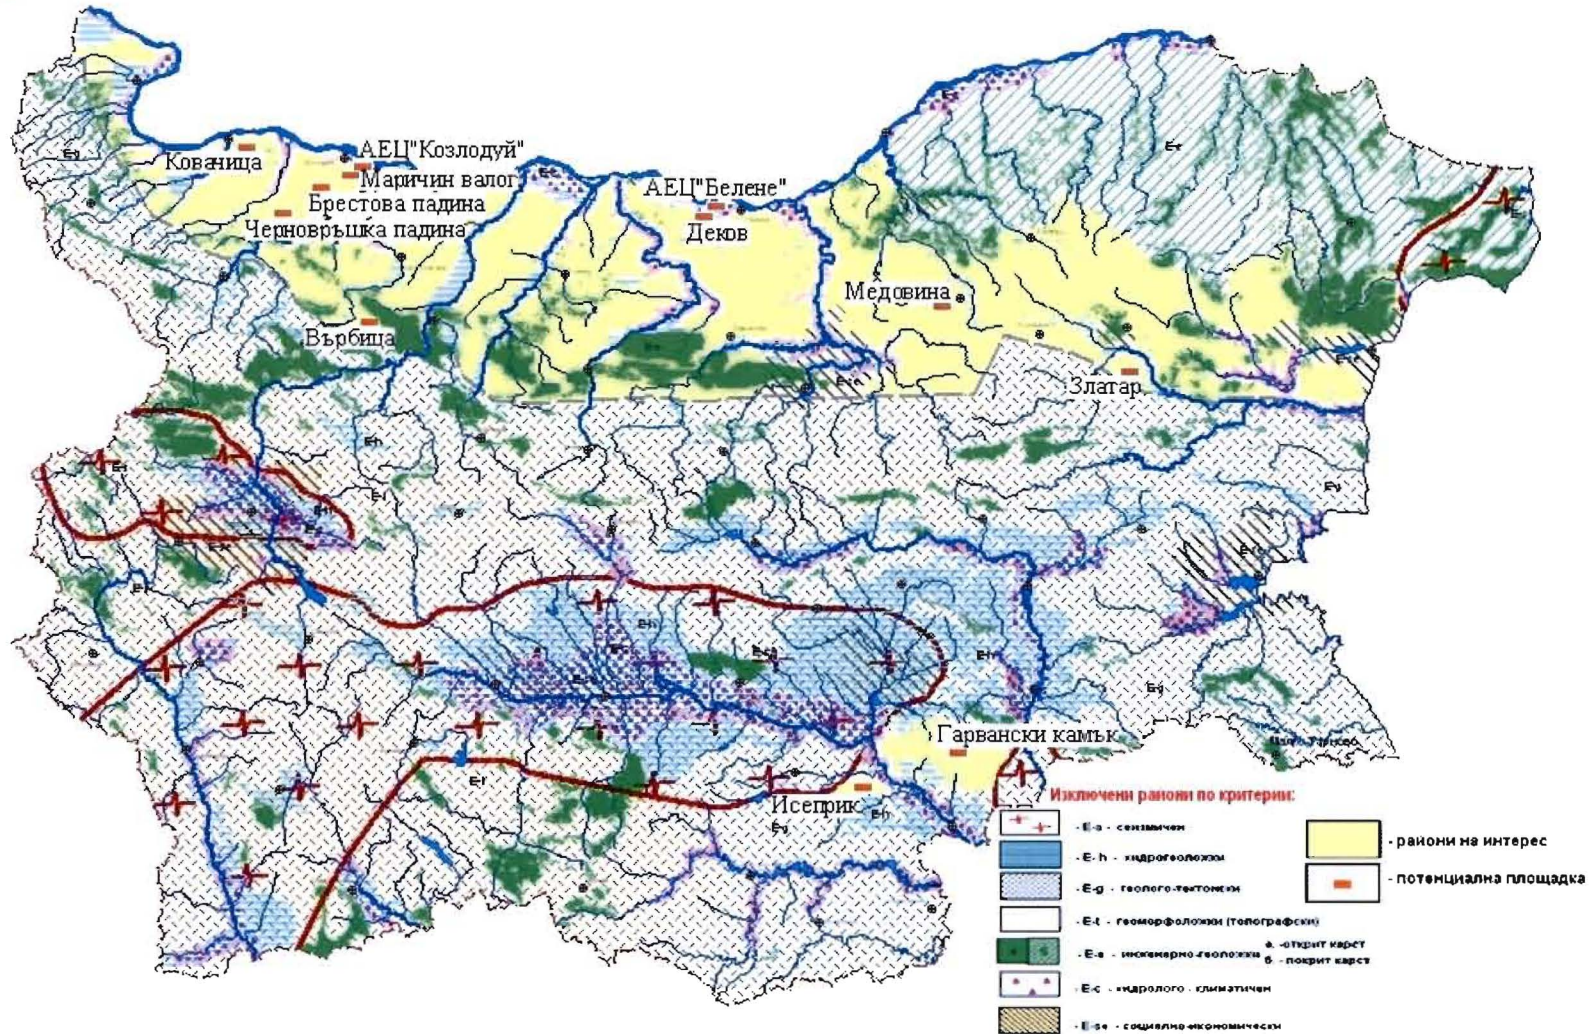 Ковачица
АЕЦ"Козлодуй"
Маричин валог
Брестова падина
Черновръшка падина
АЕЦ"Белене"
Деков
Медовина
Върбица
Златар
Гарвански камък
Исеприк
Изключени райони по критерии:
- E-s - сеизмичен
- E-h - хидрогеоложки
- E-g - геолого-тектонски
- E-t - геоморфоложки (топографски)
- E-e - инженерно-геоложки а. -открит карст
б. - покрит карст
- E-c - хидролого - климатичен
- E-se - социално-икономически
- райони на интерес
- потенциална площадка